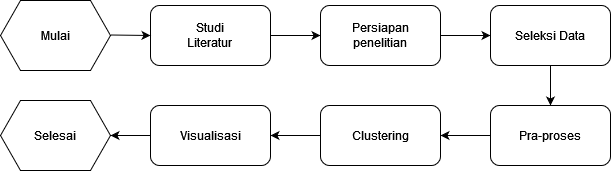 Mulai
Studi
Literatur
Persiapan
penelitian
Seleksi Data
Pra-proses
Clustering
Visualisasi
Selesai